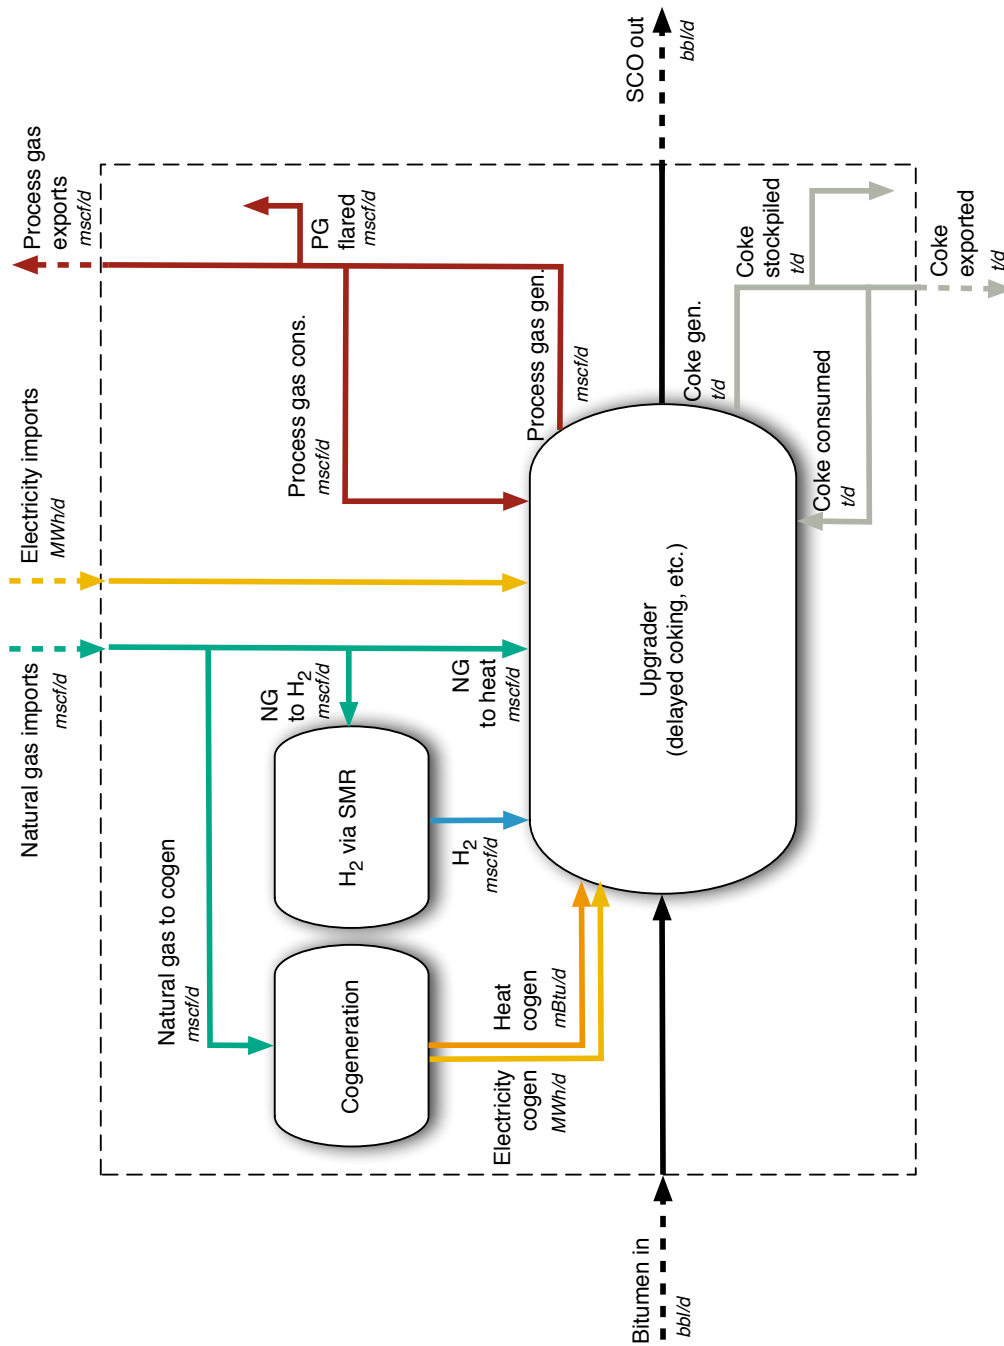 Natural gas imports
mscf/d
Electricity imports
MWh/d
Process gas
exports
mscf/d
Natural gas to cogen
mscf/d
NG
to H2
mscf/d
Process gas cons.
mscf/d
PG
flared
mscf/d
Cogeneration
H2 via SMR
Electricity
cogen
MWh/d
Heat
cogen
mBtu/d
H2
mscf/d
NG
to heat
mscf/d
Process gas gen.
mscf/d
Bitumen in
bbl/d
Upgrader
(delayed coking, etc.)
SCO out
bbl/d
Coke gen.
t/d
Coke
stockpiled
t/d
Coke consumed
t/d
Coke
exported
t/d